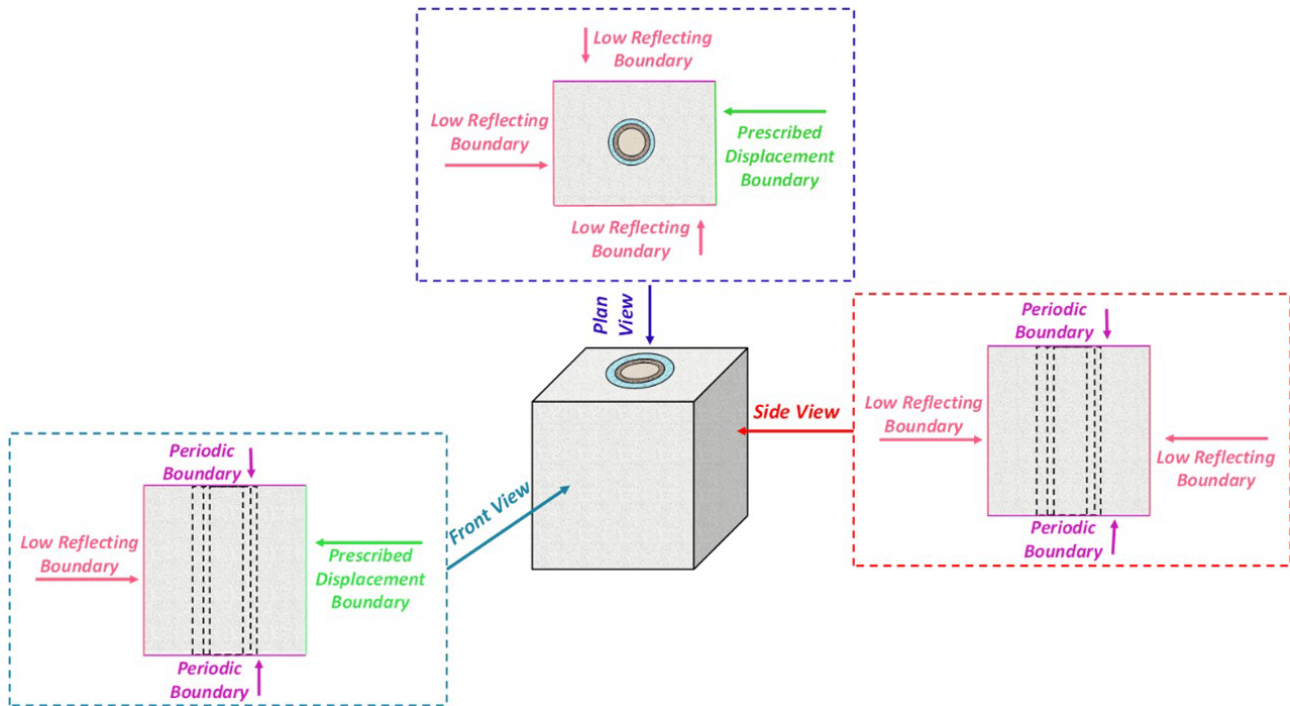 Low Reflecting
Boundary
Low Reflecting
Boundary
Prescribed
Displacement
Boundary
Low Reflecting
Boundary
Plan
View
Periodic
Boundary
Low Reflecting
Boundary
Low Reflecting
Boundary
Periodic
Boundary
Side View
Periodic
Boundary
Front View
Low Reflecting
Boundary
Prescribed
Displacement
Boundary
Periodic
Boundary